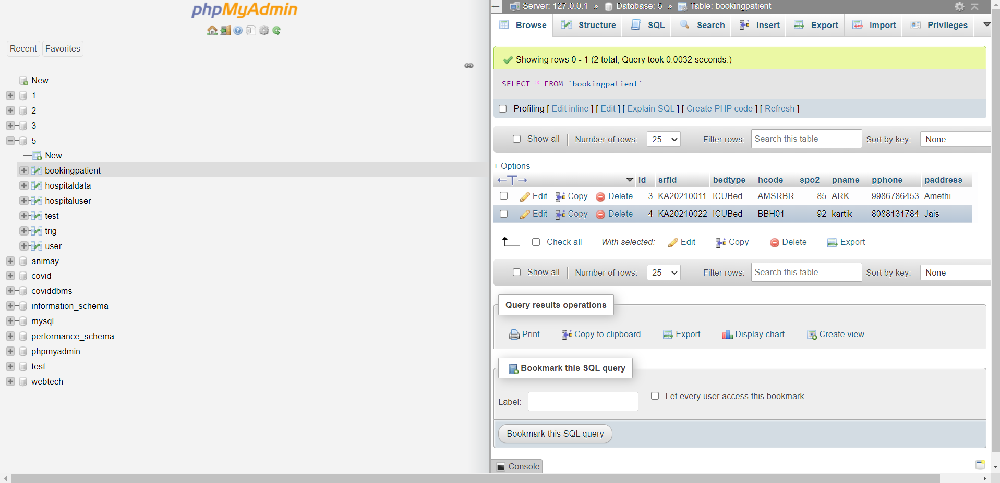 phpMyAdmin
Recent Favorites
New
1
2
3
5
New
bookingpatient
hospitaldata
hospitaluser
test
trig
user
animay
covid
coviddbms
information_schema
mysql
performance_schema
phpmyadmin
test
webtech
Server: 127.0.0.1 » Database: 5 » Table: bookingpatient
Browse Structure SQL Search Insert Export Import Privileges
Showing rows 0 - 1 (2 total, Query took 0.0032 seconds.)
SELECT * FROM `bookingpatient`
Profiling [ Edit inline ] [ Edit ] [ Explain SQL ] [ Create PHP code ] [ Refresh ]
Show all | Number of rows: 25 Filter rows: Search this table Sort by key: None
+ Options
←T→ id srfid bedtype hcode spo2 pname pphone paddress
Edit Copy Delete 3 KA20210011 ICUBed AMSRBR 85 ARK 9986786453 Amethi
Edit Copy Delete 4 KA20210022 ICUBed BBH01 92 kartik 8088131784 Jais
Check all With selected: Edit Copy Delete Export
Show all | Number of rows: 25 Filter rows: Search this table Sort by key: None
Query results operations
Print Copy to clipboard Export Display chart Create view
Bookmark this SQL query
Label: Let every user access this bookmark
Bookmark this SQL query
Console